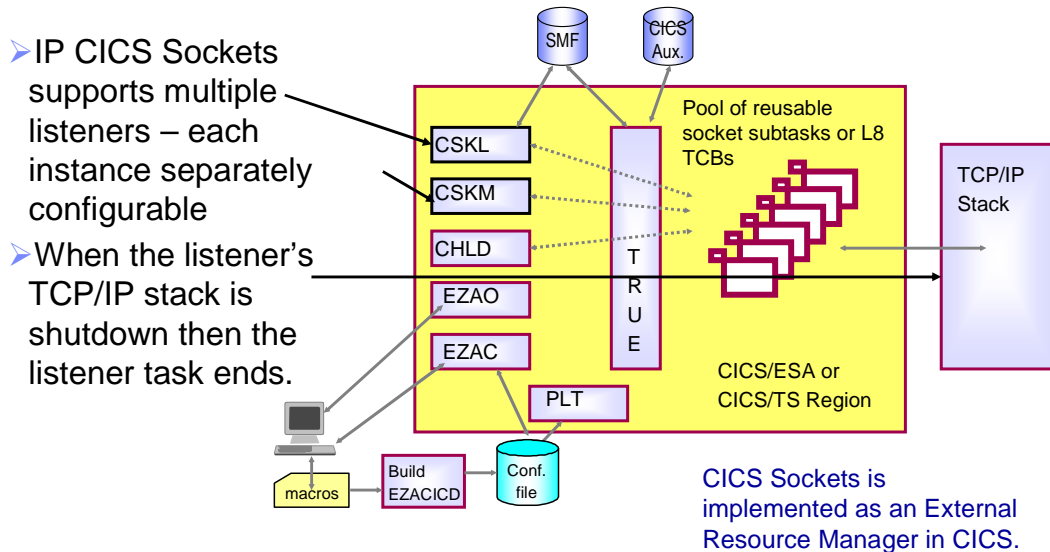 ➢IP CICS Sockets
supports multiple
listeners – each
instance separately
configurable
➢When the listener's
TCP/IP stack is
shutdown then the
listener task ends.
SMF
CICS
Aux.
Pool of reusable
socket subtasks or L8
TCBs
CSKL
CSKM
CHLD
EZAO
EZAC
T
R
U
E
TCP/IP
Stack
CICS/ESA or
CICS/TS Region
PLT
macros
Build
EZACICD
Conf.
file
CICS Sockets is
implemented as an External
Resource Manager in CICS.